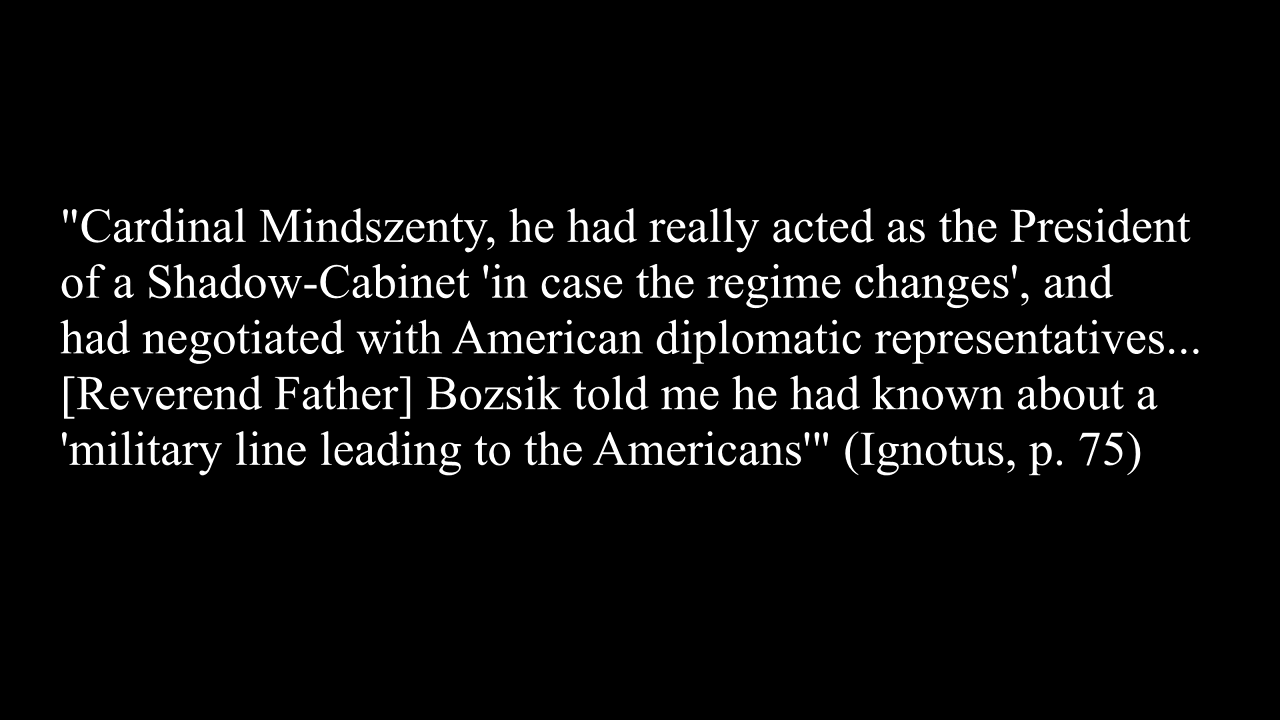 "Cardinal Mindszenty, he had really acted as the President
of a Shadow-Cabinet 'in case the regime changes', and
had negotiated with American diplomatic representatives...
[Reverend Father] Bozsik told me he had known about a
'military line leading to the Americans'" (Ignotus, p. 75)